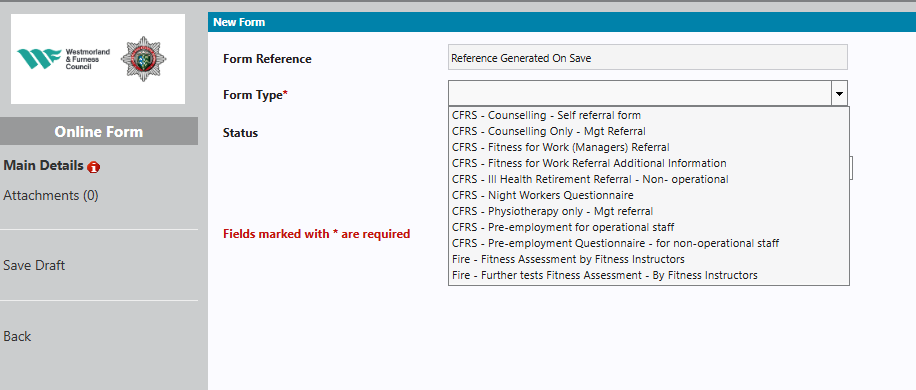 Westmorland
& Furness
Council
Online Form
Main Details
Attachments (0)
Save Draft
Back
New Form
Form Reference
Reference Generated On Save
Form Type*
CFRS - Counselling - Self referral form
CFRS - Counselling Only - Mgt Referral
CFRS - Fitness for Work (Managers) Referral
CFRS - Fitness for Work Referral Additional Information
CFRS - Ill Health Retirement Referral - Non- operational
CFRS - Night Workers Questionnaire
CFRS - Physiotherapy only - Mgt referral
CFRS - Pre-employment for operational staff
CFRS - Pre-employment Questionnaire - for non-operational staff
Fire - Fitness Assessment by Fitness Instructors
Fire - Further tests Fitness Assessment - By Fitness Instructors
Status
Fields marked with * are required